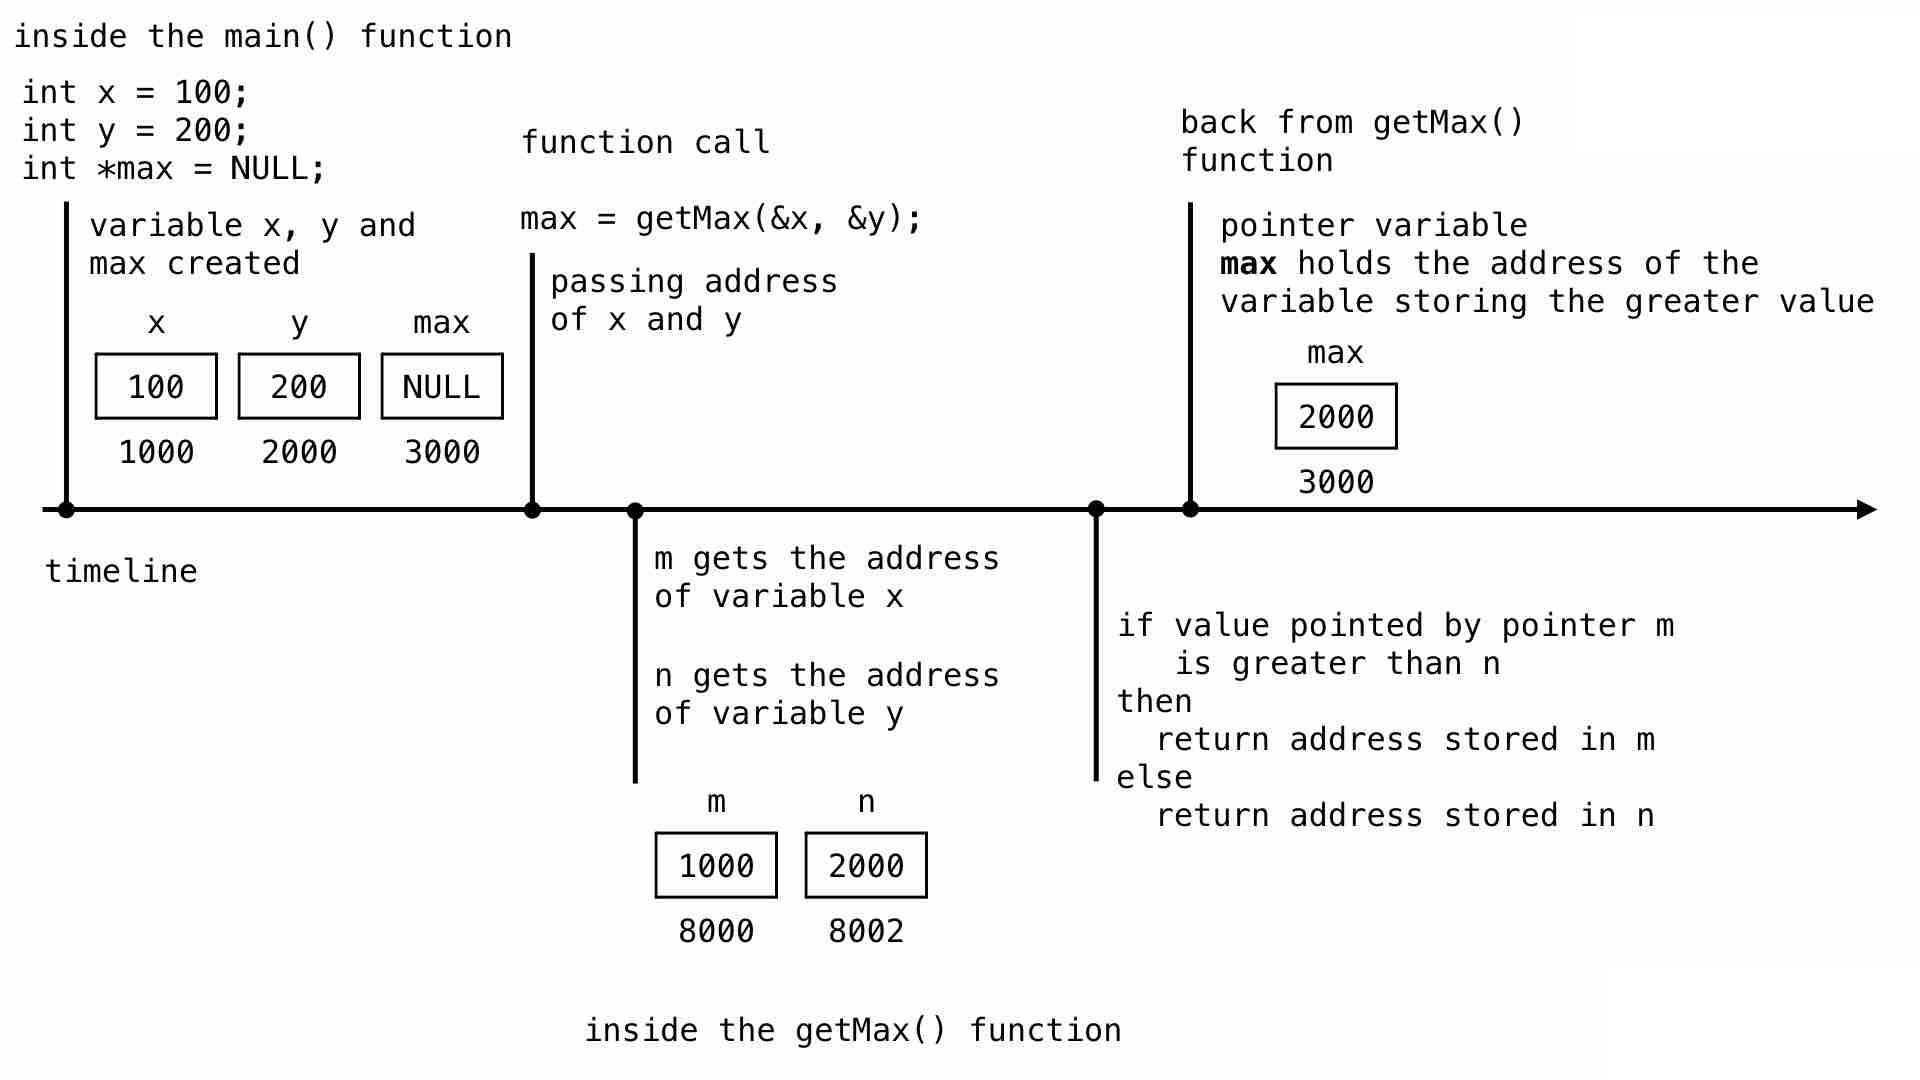 inside the main() function
int x = 100;
int y = 200;
int *max = NULL;
variable x, y and
max created
x y max
100 200 NULL
1000 2000 3000
function call
max = getMax(&x, &y);
passing address
of x and y
back from getMax()
function
pointer variable
max holds the address of the
variable storing the greater value
max
2000
3000
timeline
m gets the address
of variable x
n gets the address
of variable y
m n
1000 2000
8000 8002
if value pointed by pointer m
is greater than n
then
return address stored in m
else
return address stored in n
inside the getMax() function